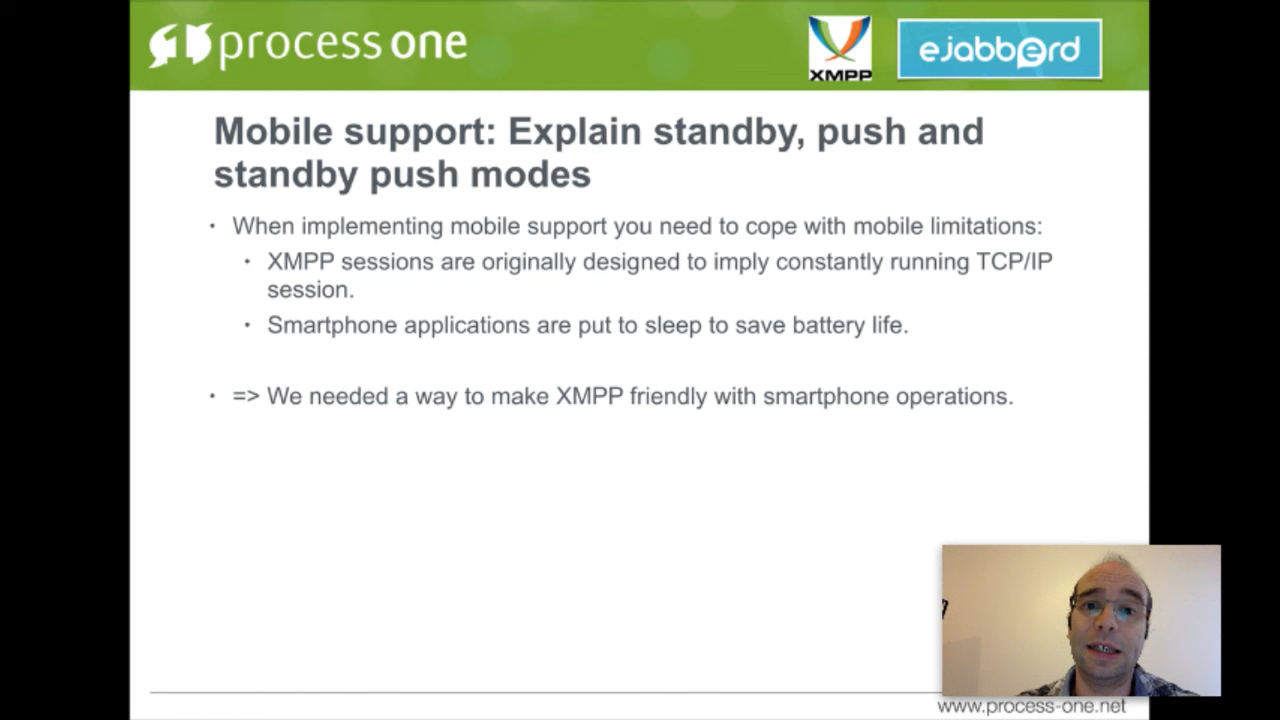 process one
XMPP
ejabberd
Mobile support: Explain standby, push and
standby push modes
• When implementing mobile support you need to cope with mobile limitations:
• XMPP sessions are originally designed to imply constantly running TCP/IP
session.
• Smartphone applications are put to sleep to save battery life.
• => We needed a way to make XMPP friendly with smartphone operations.
www.process-one.net